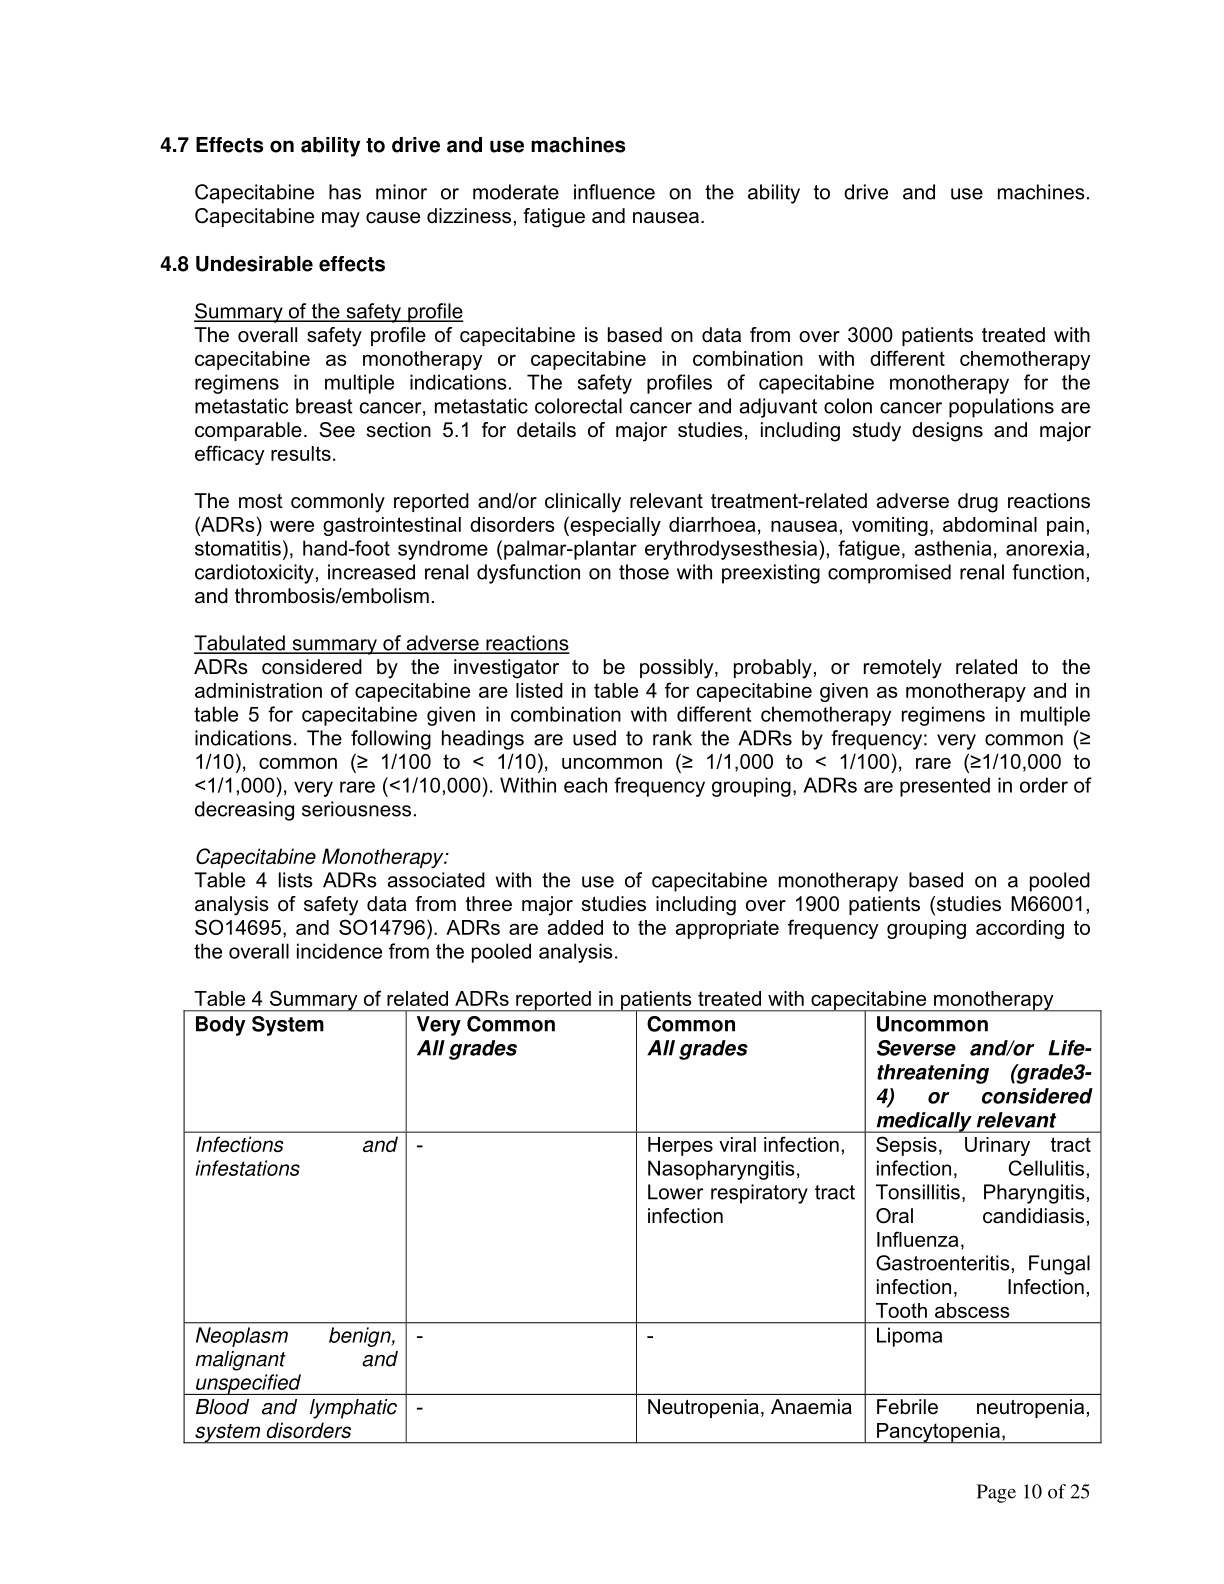 4.7 Effects on ability to drive and use machines
Capecitabine has minor or moderate influence on the ability to drive and use machines.
Capecitabine may cause dizziness, fatigue and nausea.
4.8 Undesirable effects
Summary of the safety profile
The overall safety profile of capecitabine is based on data from over 3000 patients treated with
capecitabine as monotherapy or capecitabine in combination with different chemotherapy
regimens in multiple indications. The safety profiles of capecitabine monotherapy for the
metastatic breast cancer, metastatic colorectal cancer and adjuvant colon cancer populations are
comparable. See section 5.1 for details of major studies, including study designs and major
efficacy results.
The most commonly reported and/or clinically relevant treatment-related adverse drug reactions
(ADRs) were gastrointestinal disorders (especially diarrhoea, nausea, vomiting, abdominal pain,
stomatitis), hand-foot syndrome (palmar-plantar erythrodysesthesia), fatigue, asthenia, anorexia,
cardiotoxicity, increased renal dysfunction on those with preexisting compromised renal function,
and thrombosis/embolism.
Tabulated summary of adverse reactions
ADRs considered by the investigator to be possibly, probably, or remotely related to the
administration of capecitabine are listed in table 4 for capecitabine given as monotherapy and in
table 5 for capecitabine given in combination with different chemotherapy regimens in multiple
indications. The following headings are used to rank the ADRs by frequency: very common (≥
1/10), common (≥ 1/100 to < 1/10), uncommon (≥ 1/1,000 to < 1/100), rare (≥1/10,000 to
<1/1,000), very rare (<1/10,000). Within each frequency grouping, ADRs are presented in order of
decreasing seriousness.
Capecitabine Monotherapy:
Table 4 lists ADRs associated with the use of capecitabine monotherapy based on a pooled
analysis of safety data from three major studies including over 1900 patients (studies M66001,
SO14695, and SO14796). ADRs are added to the appropriate frequency grouping according to
the overall incidence from the pooled analysis.
Table 4 Summary of related ADRs reported in patients treated with capecitabine monotherapy
Body System
Very Common
All grades
Common
All grades
Uncommon
Severse and/or Life-
threatening (grade3-
4) or considered
medically relevant
Infections and
infestations
-
Herpes viral infection,
Nasopharyngitis,
Lower respiratory tract
infection
Sepsis, Urinary tract
infection, Cellulitis,
Tonsillitis, Pharyngitis,
Oral candidiasis,
Influenza,
Gastroenteritis, Fungal
infection, Infection,
Tooth abscess
Neoplasm benign,
malignant and
unspecified
-
-
Lipoma
Blood and lymphatic
system disorders
-
Neutropenia, Anaemia
Febrile neutropenia,
Pancytopenia,
Page 10 of 25